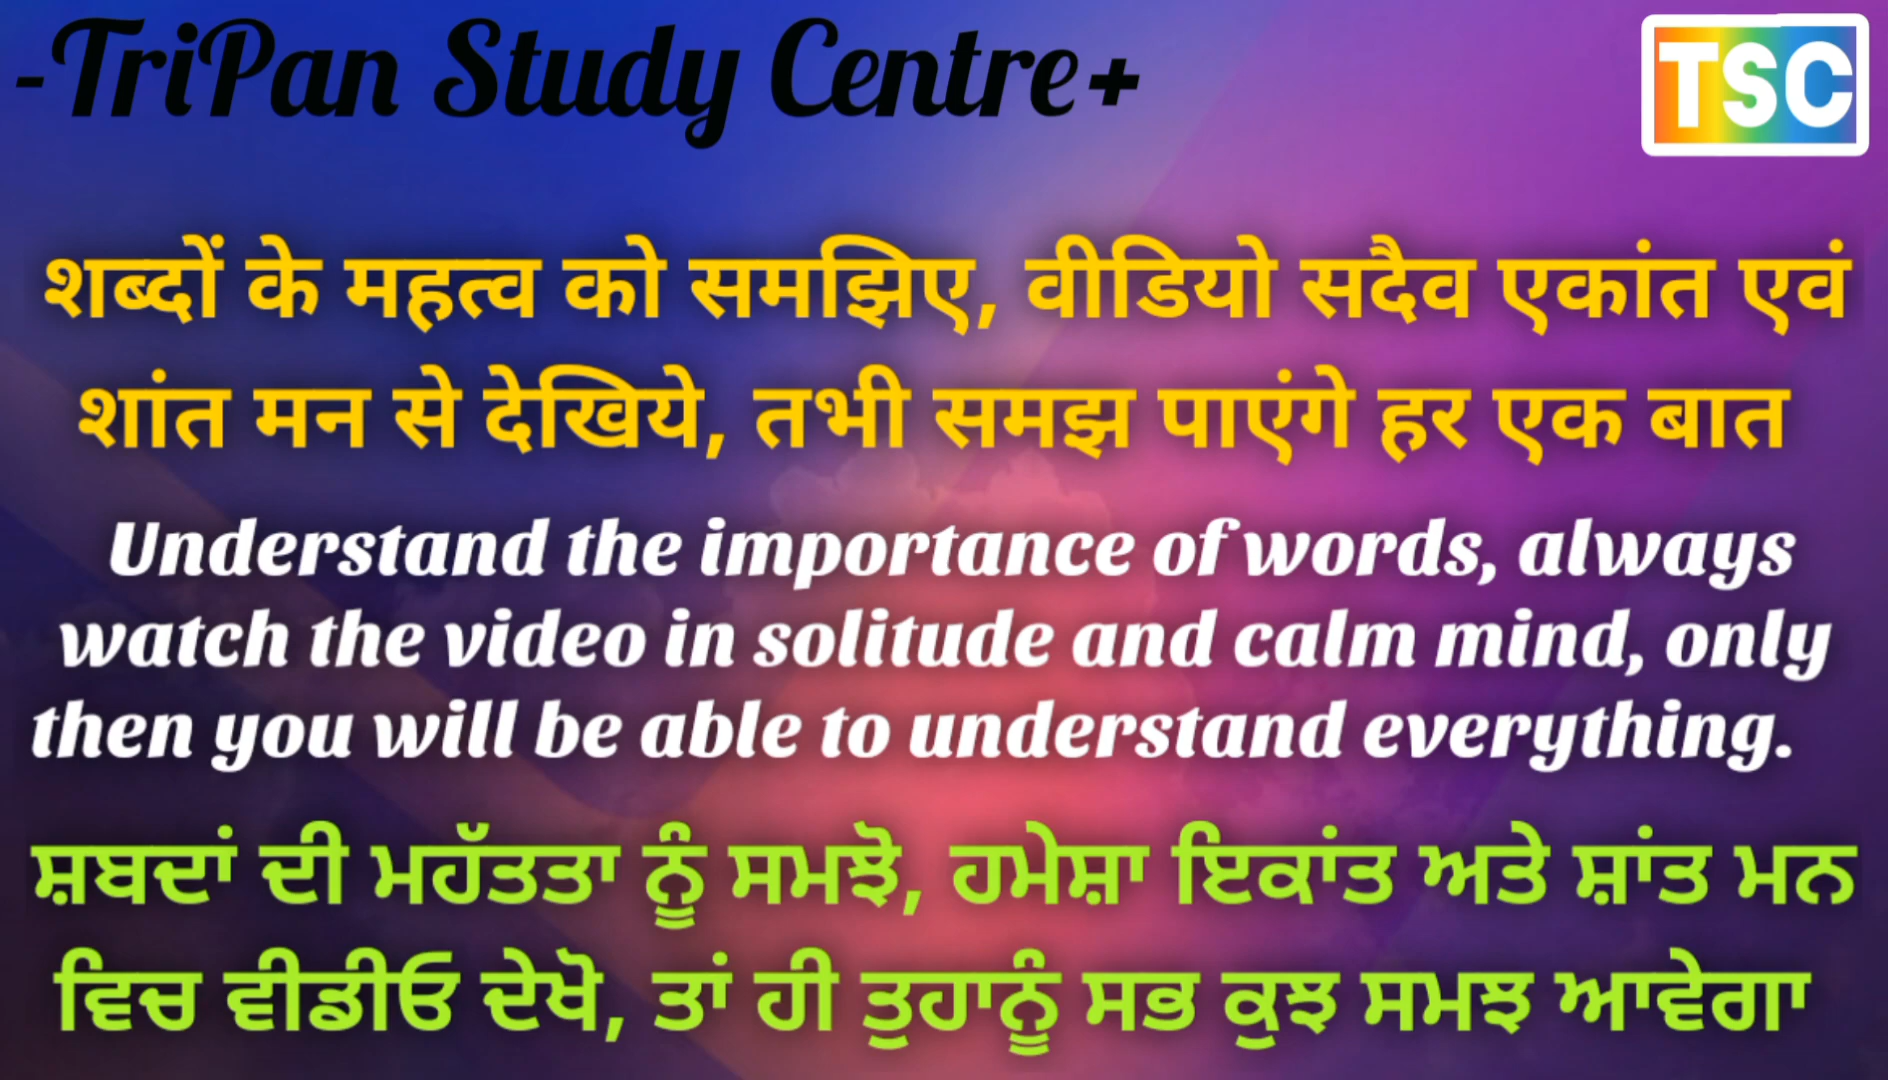 -TriPan Study Centre+
TSC
शब्दों के महत्व को समझिए, वीडियो सदैव एकांत एवं
शांत मन से देखिये, तभी समझ पाएंगे हर एक बात
Understand the importance of words, always
watch the video in solitude and calm mind, only
then you will be able to understand everything.
ਸ਼ਬਦਾਂ ਦੀ ਮਹੱਤਤਾ ਨੂੰ ਸਮਝੋ, ਹਮੇਸ਼ਾ ਇਕਾਂਤ ਅਤੇ ਸ਼ਾਂਤ ਮਨ
ਵਿਚ ਵੀਡੀਓ ਦੇਖੋ, ਤਾਂ ਹੀ ਤੁਹਾਨੂੰ ਸਭ ਕੁਝ ਸਮਝ ਆਵੇਗਾ